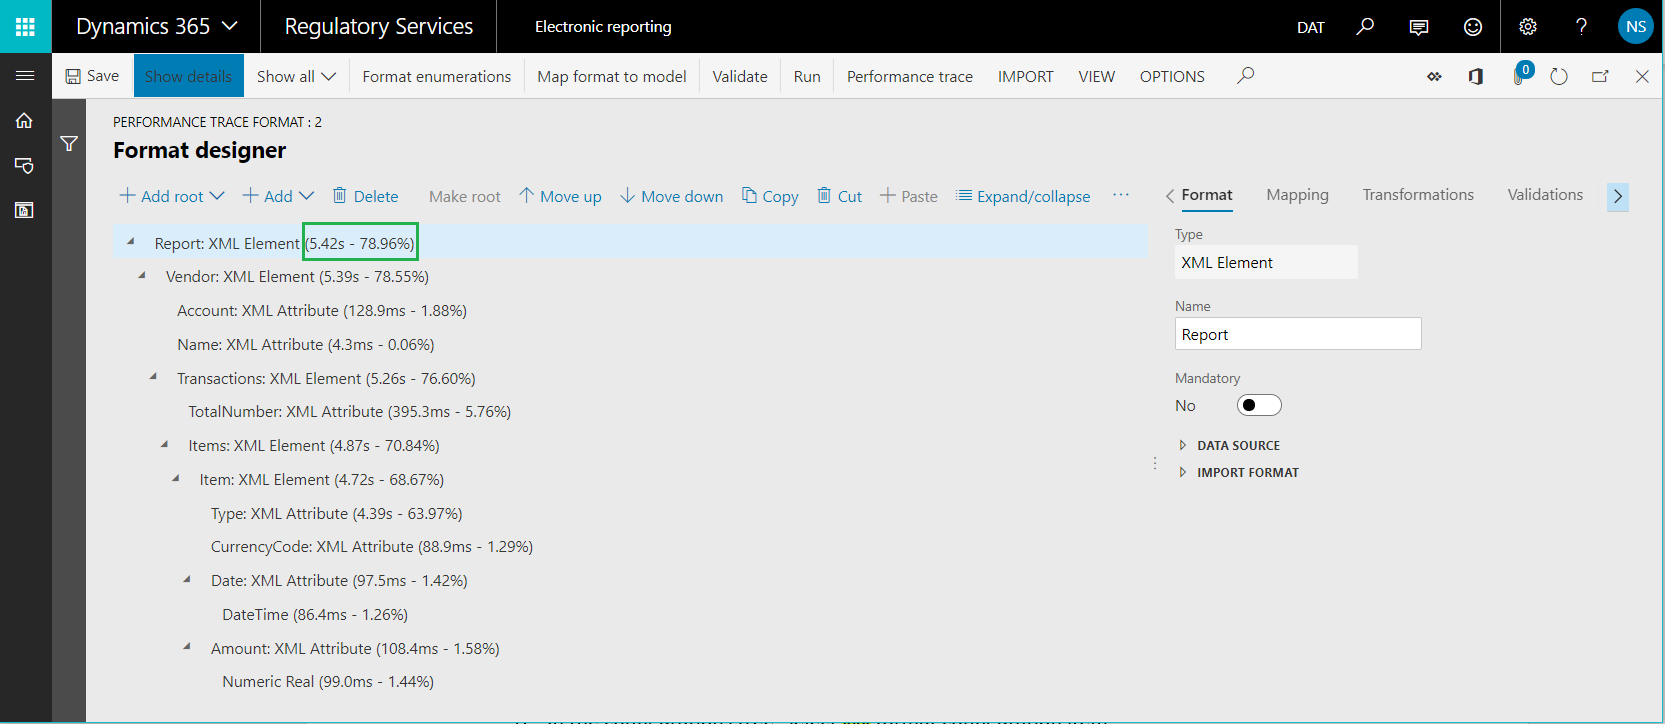 Dynamics 365 Regulatory Services Electronic reporting DAT ? NS
Save Show details Show all Format enumerations Map format to model Validate Run Performance trace IMPORT VIEW OPTIONS 0
PERFORMANCE TRACE FORMAT : 2
Format designer
Add root Add Delete Make root Move up Move down Copy Cut Paste Expand/collapse ··· Format Mapping Transformations Validations
Report: XML Element (5.42s - 78.96%)
Vendor: XML Element (5.39s - 78.55%)
Account: XML Attribute (128.9ms - 1.88%)
Name: XML Attribute (4.3ms - 0.06%)
Transactions: XML Element (5.26s - 76.60%)
TotalNumber: XML Attribute (395.3ms - 5.76%)
Items: XML Element (4.87s - 70.84%)
Item: XML Element (4.72s - 68.67%)
Type: XML Attribute (4.39s - 63.97%)
CurrencyCode: XML Attribute (88.9ms - 1.29%)
Date: XML Attribute (97.5ms - 1.42%)
DateTime (86.4ms - 1.26%)
Amount: XML Attribute (108.4ms - 1.58%)
Numeric Real (99.0ms - 1.44%)
Type
XML Element
Name
Report
Mandatory
No
DATA SOURCE
IMPORT FORMAT